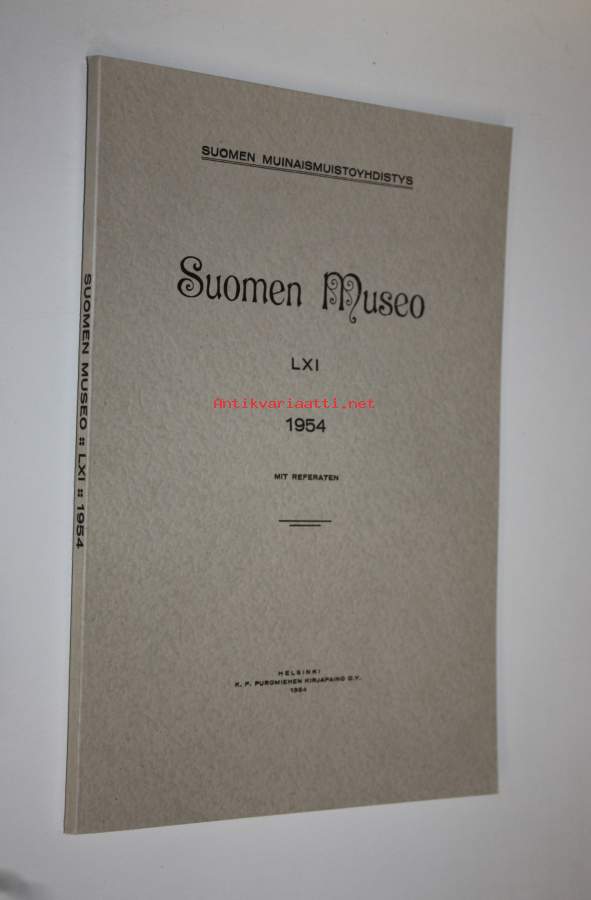 SUOMEN MUINAISMUISTOYHDISTYS
Suomen Museo
LXI
Antikvariaatti.net
1954
MIT REFERATEN
HELSINKI
K. F. PUROMIEHEN KIRJAPAINO O.Y.
1954
SUOMEN MUSEO :: LXI :: 1954